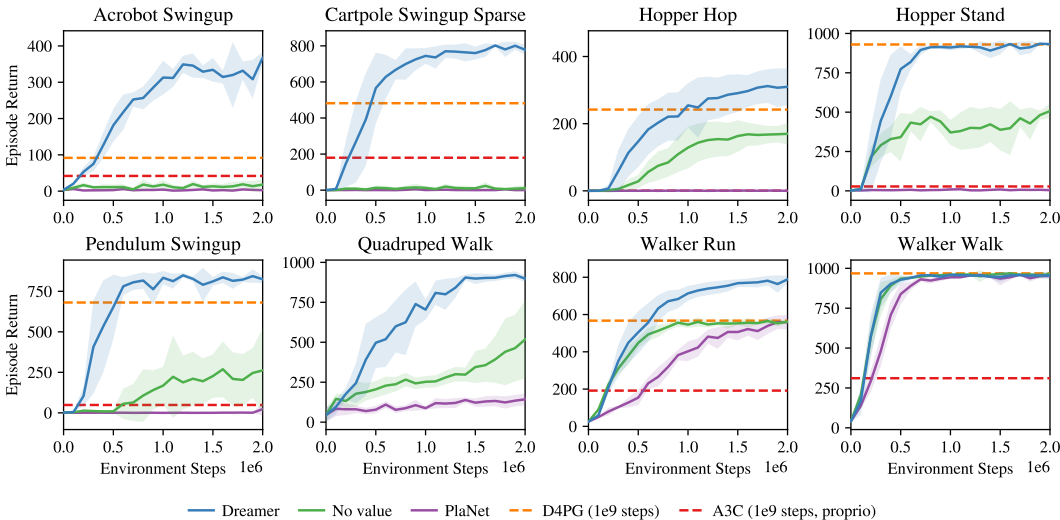 Acrobot Swingup
Cartpole Swingup Sparse
Hopper Hop
Hopper Stand
Episode Return
400
300
200
100
0
0.0 0.5 1.0 1.5 2.0
800
600
400
200
0
0.0 0.5 1.0 1.5 2.0
400
200
0
0.0 0.5 1.0 1.5 2.0
1000
750
500
250
0
0.0 0.5 1.0 1.5 2.0
Pendulum Swingup
Quadruped Walk
Walker Run
Walker Walk
Episode Return
750
500
250
0
0.0 0.5 1.0 1.5 2.0
Environment Steps 1e6
1000
750
500
250
0
0.0 0.5 1.0 1.5 2.0
Environment Steps 1e6
800
600
400
200
0
0.0 0.5 1.0 1.5 2.0
Environment Steps 1e6
1000
750
500
250
0
0.0 0.5 1.0 1.5 2.0
Environment Steps 1e6
Dreamer No value PlaNet D4PG (1e9 steps) A3C (1e9 steps, proprio)